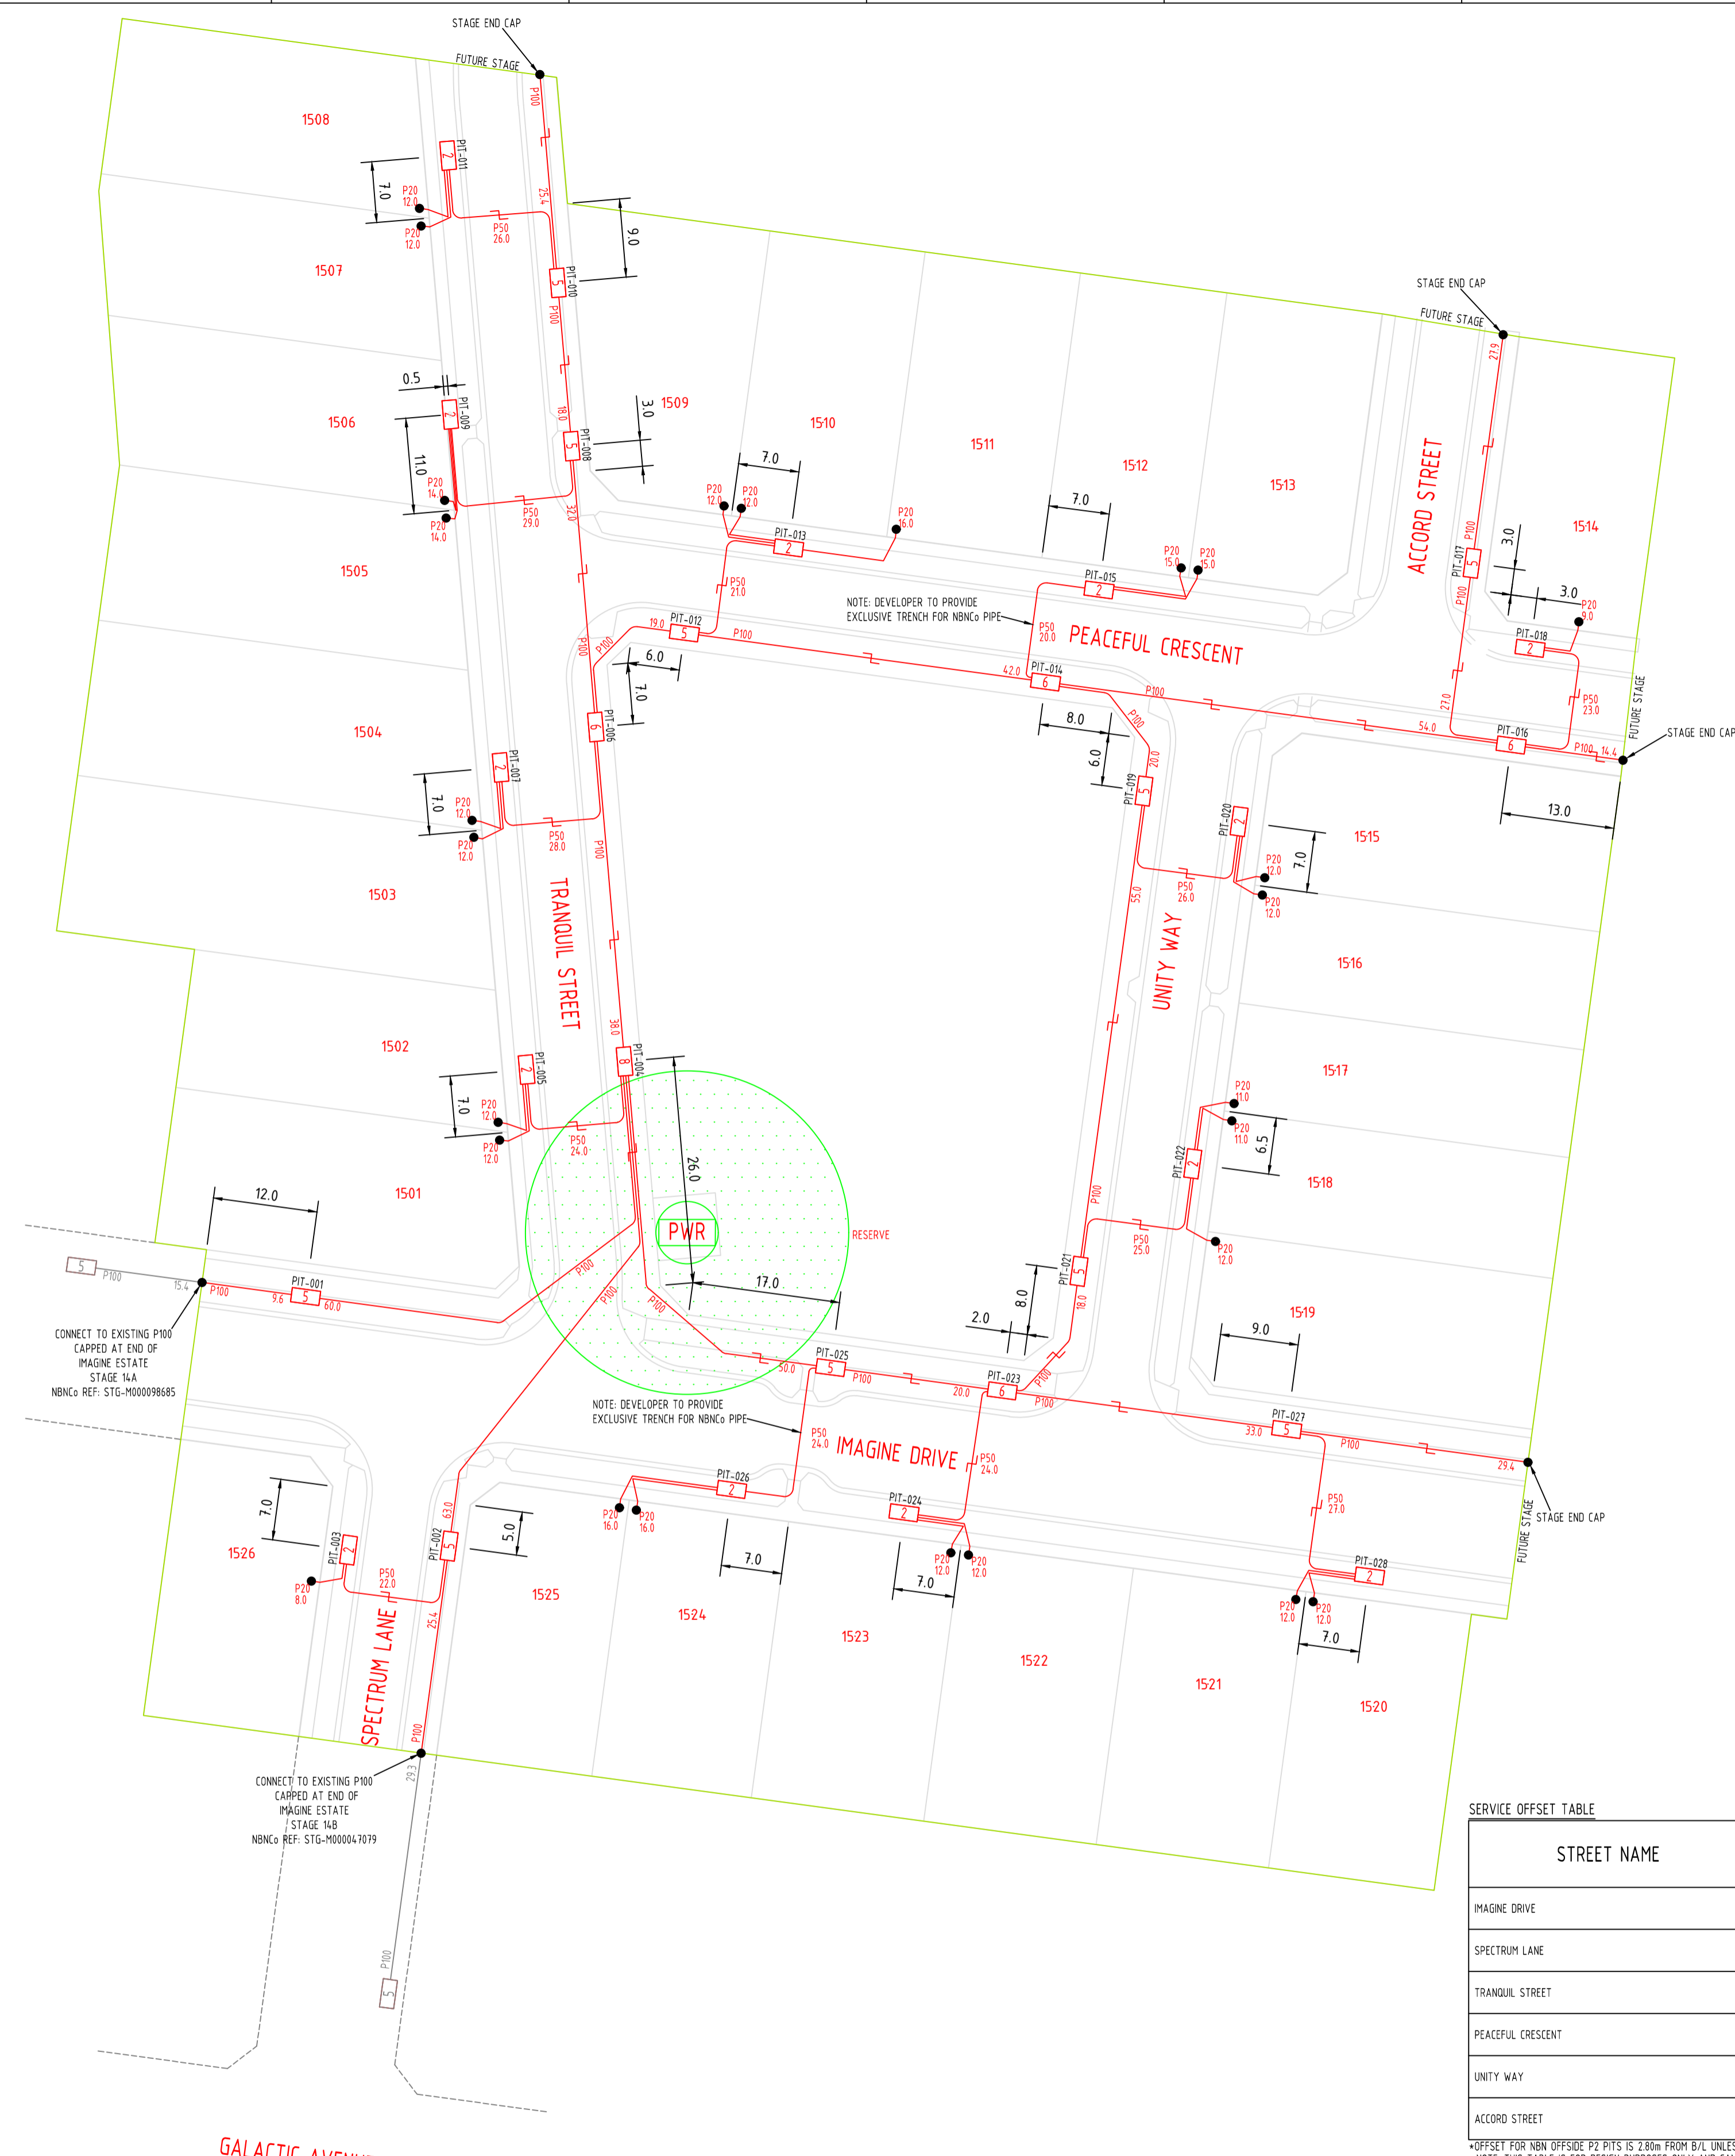 STAGE END CAP
FUTURE STAGE
P100
1508
2
PIT-011
7.0
P20
12.0
P20
12.0
P50
26.0
25.4
9.0
1507
5
PIT-010
P100
STAGE END CAP
FUTURE STAGE
27.9
0.5
2
PIT-009
1506
11.0
P20
14.0
P20
14.0
P50
29.0
18.0
5
PIT-008
3.0
32.0
1509
1510
1511
1512
1513
1514
ACCORD STREET
7.0
P20
12.0
P20
12.0
PIT-013
2
P20
16.0
P50
21.0
7.0
PIT-015
2
P20
15.0
P20
15.0
P100
PIT-017
5
P100
3.0
3.0
P20
9.0
PIT-018
2
P50
23.0
1505
NOTE: DEVELOPER TO PROVIDE
EXCLUSIVE TRENCH FOR NBNCo PIPE
P50
20.0
PEACEFUL CRESCENT
P100
P100
19.0
PIT-012
5
P100
6.0
7.0
42.0
PIT-014
6
P100
P100
8.0
6.0
20.0
27.0
54.0
PIT-016
6
P100
14.4
FUTURE STAGE
STAGE END CAP
13.0
6
PIT-006
1504
2
PIT-007
7.0
P20
12.0
P20
12.0
P50
28.0
P100
PIT-019
5
PIT-020
2
1515
7.0
P20
12.0
P20
12.0
P50
26.0
55.0
1503
TRANQUIL STREET
UNITY WAY
1516
38.0
1502
2
PIT-005
8
PIT-004
7.0
P20
12.0
P20
12.0
P50
24.0
26.0
1517
P20
11.0
P20
11.0
6.5
PIT-022
2
1518
P100
P50
25.0
P20
12.0
1501
12.0
PWR
RESERVE
5
P100
15.4
P100
9.6
PIT-001
5
60.0
P100
P100
P100
17.0
PIT-021
5
18.0
8.0
2.0
1519
9.0
CONNECT TO EXISTING P100
CAPPED AT END OF
IMAGINE ESTATE
STAGE 14A
NBNCo REF: STG-M000098685
50.0
PIT-025
5
P100
20.0
PIT-023
6
P100
P100
PIT-027
33.0
5
P100
29.4
NOTE: DEVELOPER TO PROVIDE
EXCLUSIVE TRENCH FOR NBNCo PIPE
P50
24.0
IMAGINE DRIVE
P50
24.0
P50
27.0
FUTURE STAGE
STAGE END CAP
7.0
PIT-003
2
1526
P20
8.0
P50
22.0
63.0
PIT-002
5
5.0
25.4
PIT-026
2
P20
16.0
P20
16.0
7.0
PIT-024
2
P20
12.0
P20
12.0
7.0
PIT-028
2
P20
12.0
P20
12.0
7.0
1525
1524
1523
1522
1521
1520
SPECTRUM LANE
P100
29.3
CONNECT TO EXISTING P100
CAPPED AT END OF
IMAGINE ESTATE
STAGE 14B
NBNCo REF: STG-M000047079
P100
5
SERVICE OFFSET TABLE
STREET NAME
IMAGINE DRIVE
SPECTRUM LANE
TRANQUIL STREET
PEACEFUL CRESCENT
UNITY WAY
ACCORD STREET
*OFFSET FOR NBN OFFSIDE P2 PITS IS 2.80m FROM B/L
GALACTIC